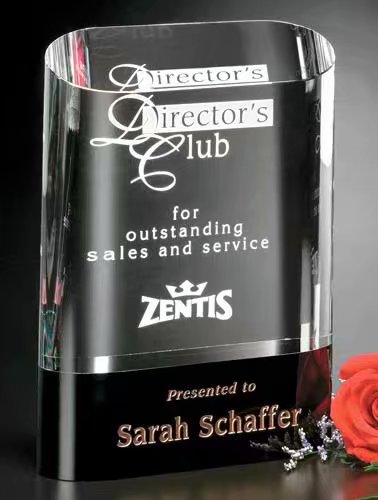 Director's
Director's
Club
for
outstanding
sales and service
ZENTIS
Presented to
Sarah Schaffer